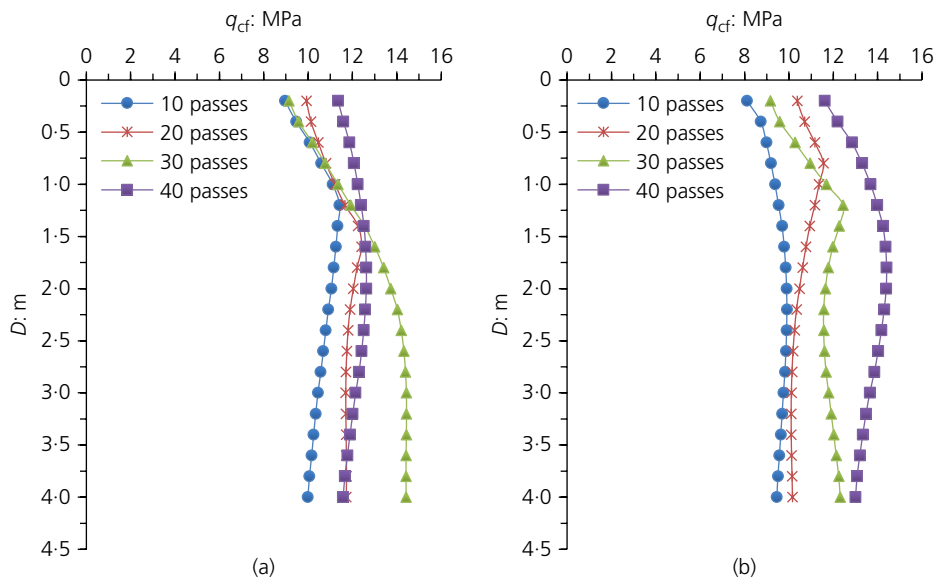 q_cf: MPa
0 2 4 6 8 10 12 14 16
0
0·5
1·0
1·5
2·0
2·5
3·0
3·5
4·0
4·5
D: m
10 passes
20 passes
30 passes
40 passes
(a)
q_cf: MPa
0 2 4 6 8 10 12 14 16
0
0·5
1·0
1·5
2·0
2·5
3·0
3·5
4·0
4·5
D: m
10 passes
20 passes
30 passes
40 passes
(b)